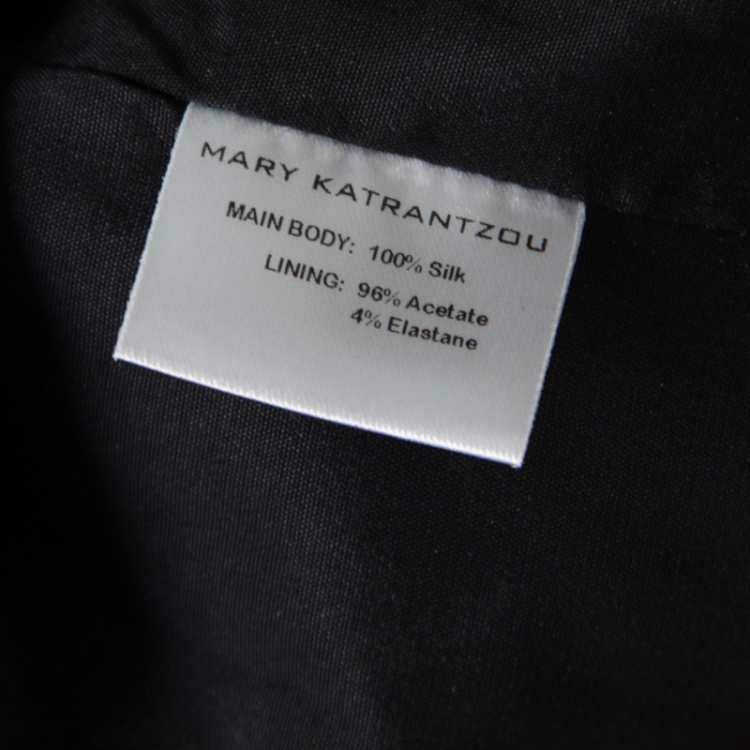 MARY KATRANTZOU
MAIN BODY: 100% Silk
LINING: 96% Acetate
4% Elastane